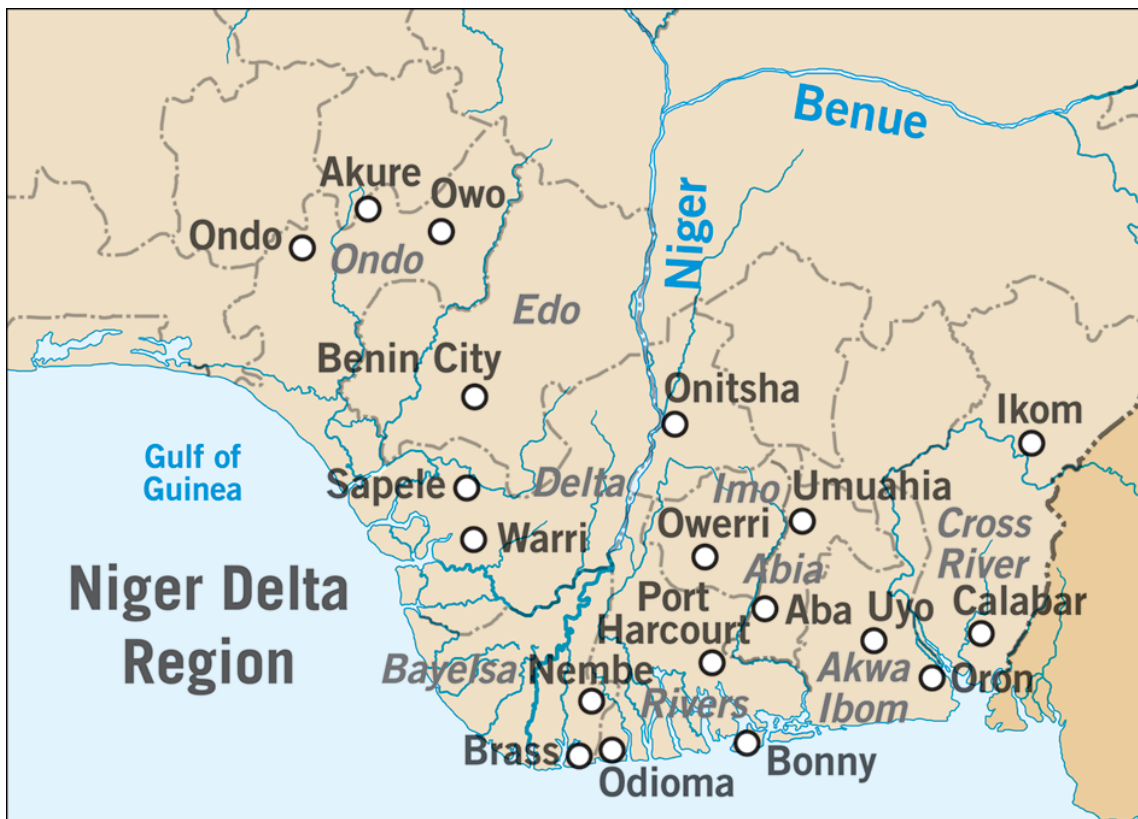 Benue
Niger
Akure
Owo
Ondo
Ondo
Edo
Benin City
Onitsha
Ikom
Gulf of
Guinea
Sapele
Delta
Imo
Umuahia
Warri
Owerri
Cross
River
Niger Delta
Region
Abia
Port
Harcourt
Aba
Uyo
Calabar
Bayelsa
Nembe
Rivers
Akwa
Ibom
Oron
Brass
Odioma
Bonny